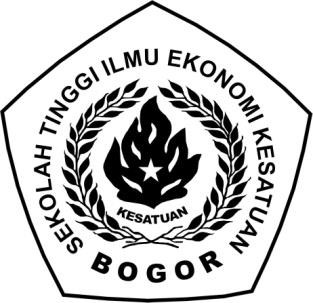 SEKOLAH TINGGI ILMU EKONOMI KESATUAN
KESATUAN
BOGOR